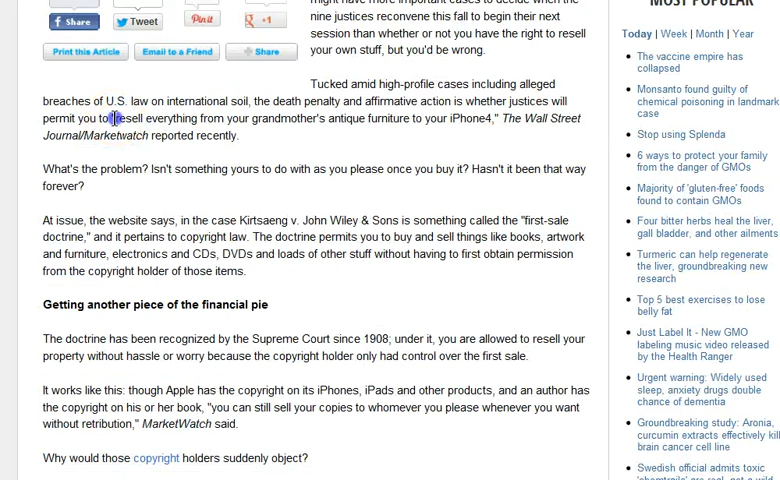 Share
Tweet
Pin it
+1
Print this Article
Email to a Friend
Share
might have more important cases to decide when the
nine justices reconvene this fall to begin their next
session than whether or not you have the right to resell
your own stuff, but you'd be wrong.
Tucked amid high-profile cases including alleged
breaches of U.S. law on international soil, the death penalty and affirmative action is whether justices will
permit you to "resell everything from your grandmother's antique furniture to your iPhone4," The Wall Street
Journal/Marketwatch reported recently.
What's the problem? Isn't something yours to do with as you please once you buy it? Hasn't it been that way
forever?
At issue, the website says, in the case Kirtsaeng v. John Wiley & Sons is something called the "first-sale
doctrine," and it pertains to copyright law. The doctrine permits you to buy and sell things like books, artwork
and furniture, electronics and CDs, DVDs and loads of other stuff without having to first obtain permission
from the copyright holder of those items.
Getting another piece of the financial pie
The doctrine has been recognized by the Supreme Court since 1908; under it, you are allowed to resell your
property without hassle or worry because the copyright holder only had control over the first sale.
It works like this: though Apple has the copyright on its iPhones, iPads and other products, and an author has
the copyright on his or her book, "you can still sell your copies to whomever you please whenever you want
without retribution," MarketWatch said.
Why would those copyright holders suddenly object?
MOST POPULAR
Today | Week | Month | Year
The vaccine empire has
collapsed
Monsanto found guilty of
chemical poisoning in landmark
case
Stop using Splenda
6 ways to protect your family
from the danger of GMOs
Majority of 'gluten-free' foods
found to contain GMOs
Four bitter herbs heal the liver,
gall bladder, and other ailments
Turmeric can help regenerate
the liver, groundbreaking new
research
Top 5 best exercises to lose
belly fat
Just Label It - New GMO
labeling music video released
by the Health Ranger
Urgent warning: Widely used
sleep, anxiety drugs double
chance of dementia
Groundbreaking study: Aronia,
curcumin extracts effectively kill
brain cancer cell line
Swedish official admits toxic
'chemtrails' are real, not a wild